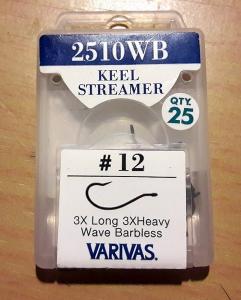 2510WB
KEEL
STREAMER
QTY.
25
#12
3X Long 3XHeavy
Wave Barbless
VARIVAS®